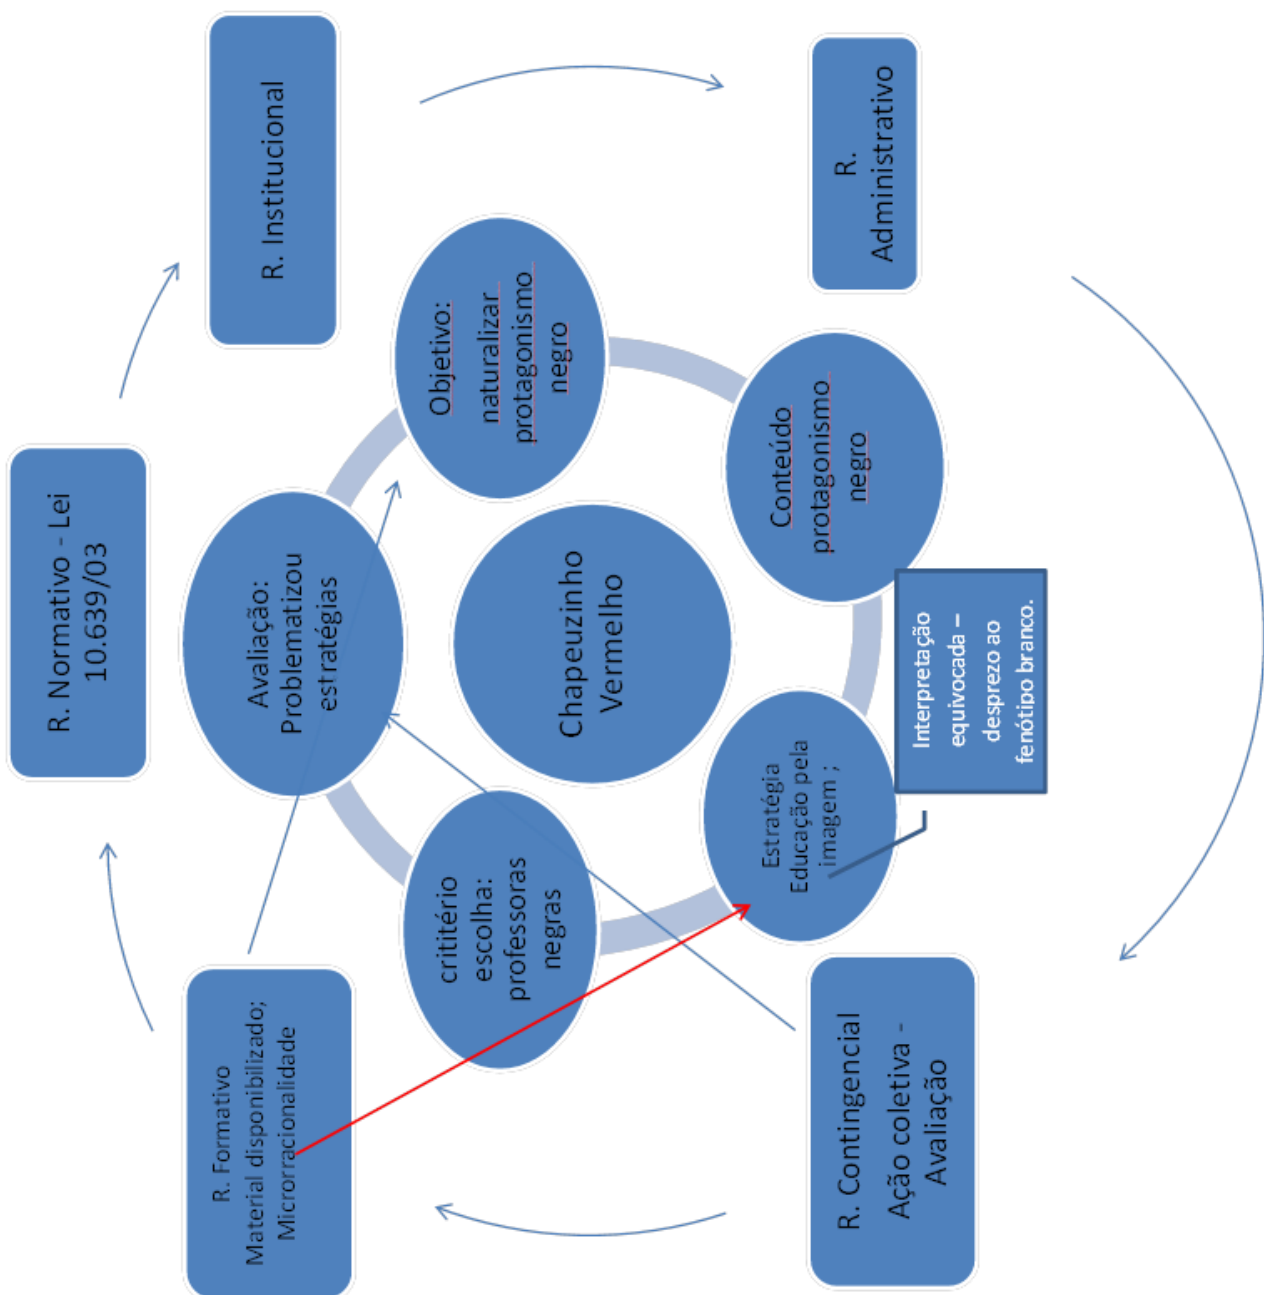 R. Normativo - Lei
10.639/03
R. Institucional
R.
Administrativo
R. Contingencial
Ação coletiva -
Avaliação
R. Formativo
Material disponibilizado;
Microrracionalidade
Avaliação:
Problematizou
estratégias
Objetivo:
naturalizar
protagonismo
negro
Conteúdo
protagonismo
negro
Estratégia
Educação pela
imagem ;
critério
escolha:
professoras
negras
Chapeuzinho
Vermelho
Interpretação
equivocada –
desprezo ao
fenótipo branco.